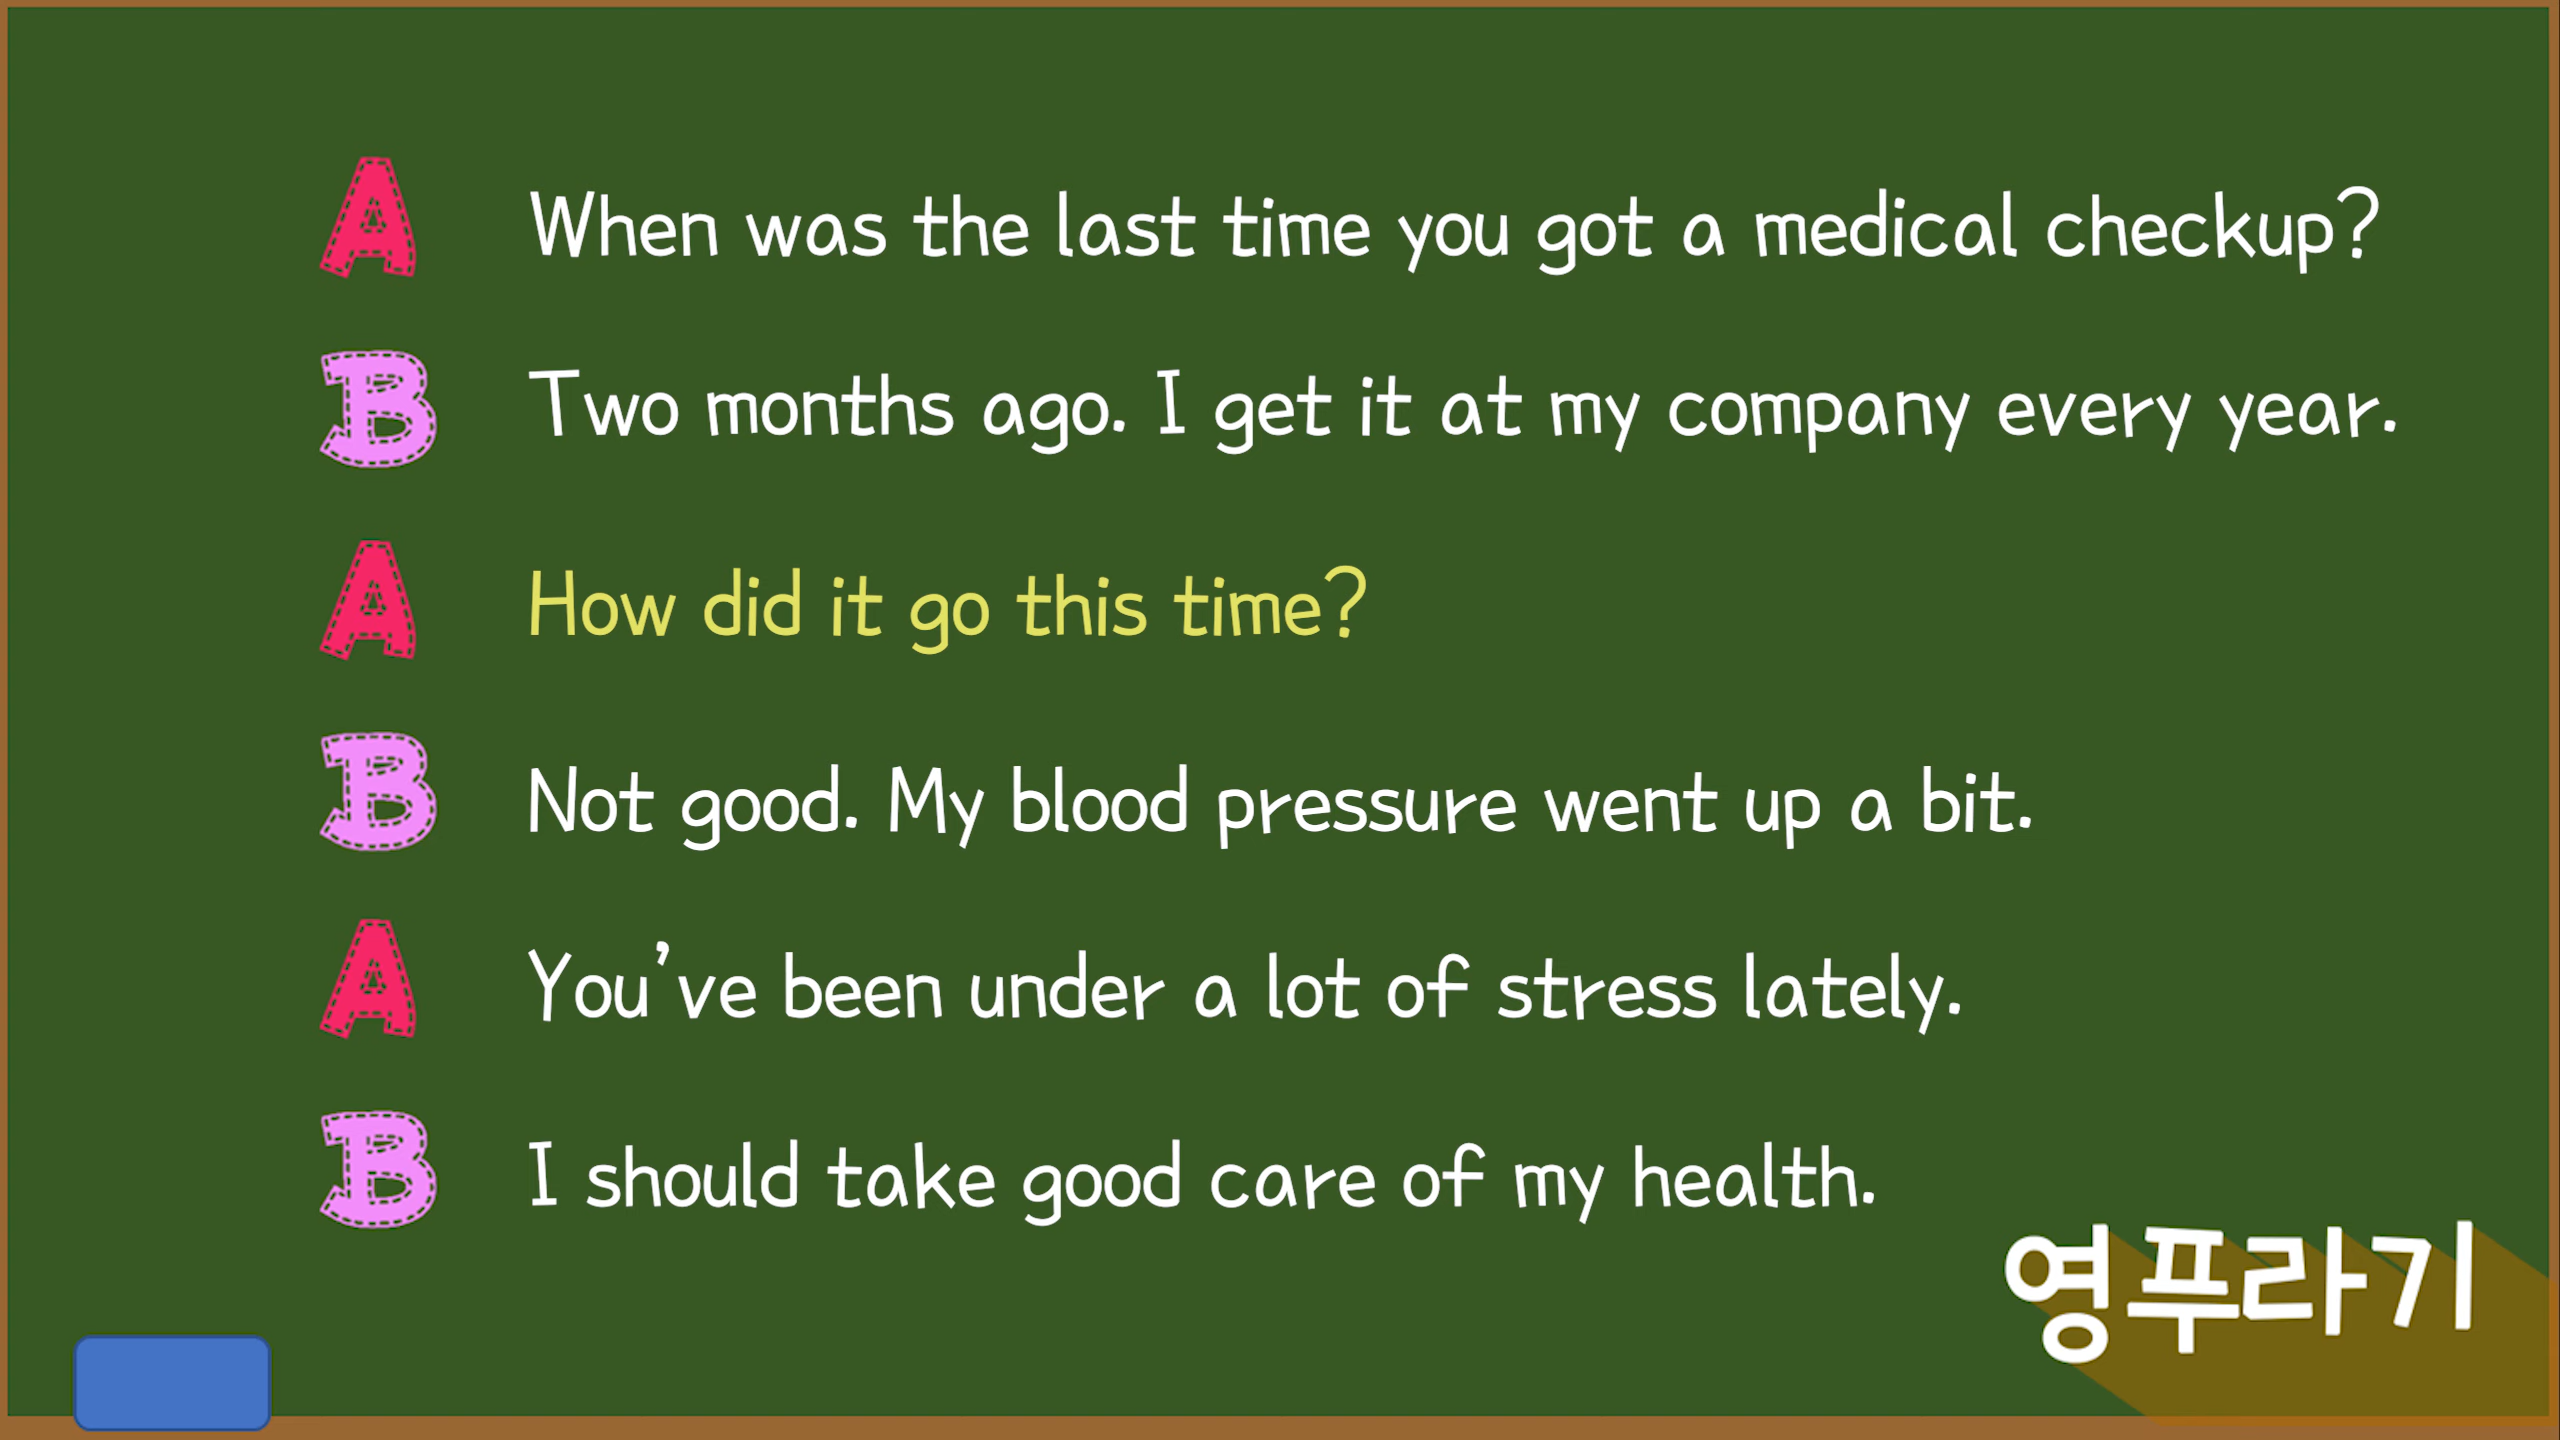 A When was the last time you got a medical checkup?
B Two months ago. I get it at my company every year.
A How did it go this time?
B Not good. My blood pressure went up a bit.
A You've been under a lot of stress lately.
B I should take good care of my health.
영푸라기